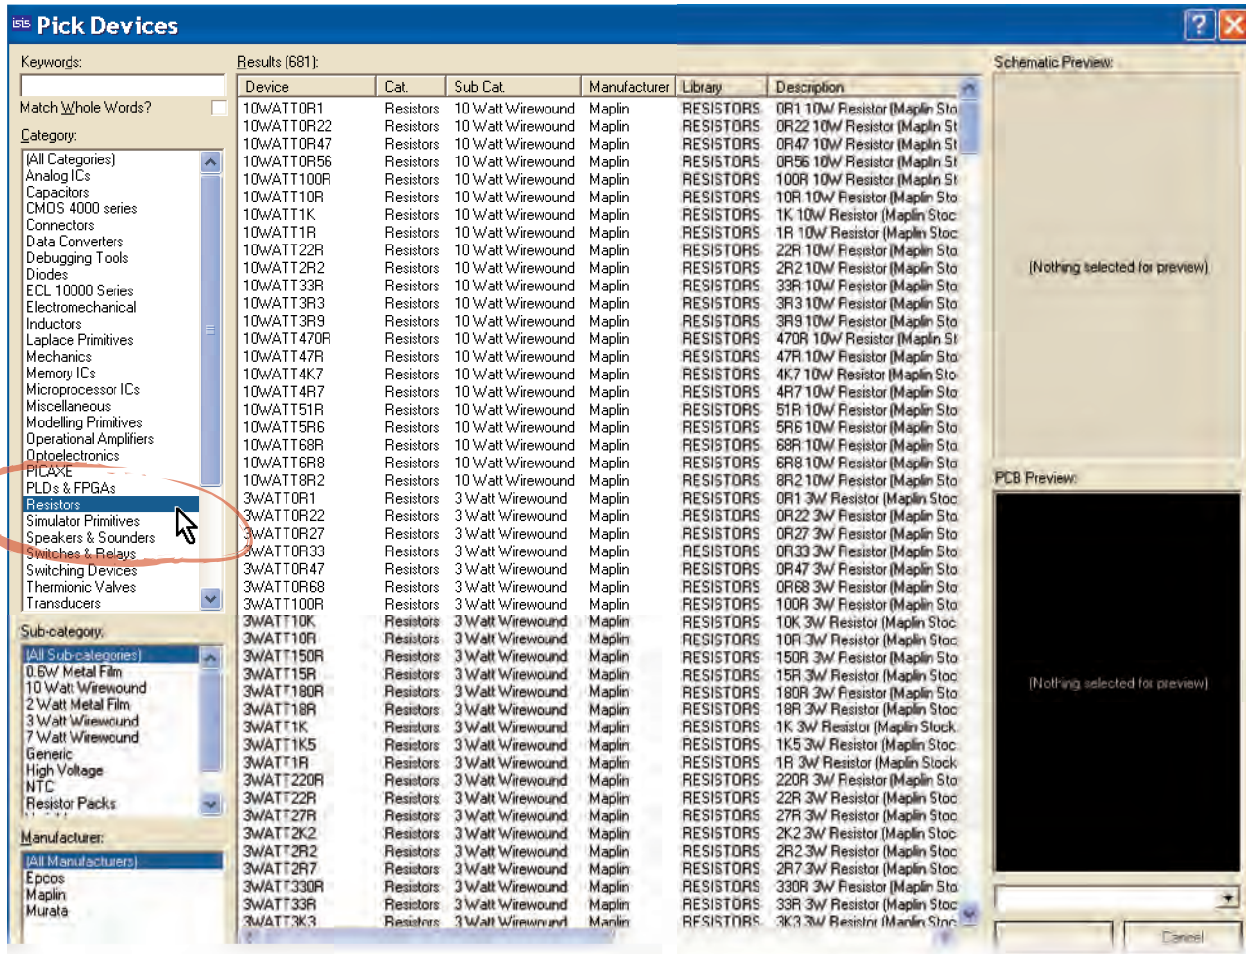 isis Pick Devices
Keywords:
Match Whole Words?
Category:
(All Categories)
Analog ICs
Capacitors
CMOS 4000 series
Connectors
Data Converters
Debugging Tools
Diodes
ECL 10000 Series
Electromechanical
Inductors
Laplace Primitives
Mechanics
Memory ICs
Microprocessor ICs
Miscellaneous
Modelling Primitives
Operational Amplifiers
Optoelectronics
PICAXE
PLDs & FPGAs
Resistors
Simulator Primitives
Speakers & Sounders
Switches & Relays
Switching Devices
Thermionic Valves
Transducers
Sub-category:
(All Sub-categories)
0.6W Metal Film
10 Watt Wirewound
2 Watt Metal Film
3 Watt Wirewound
7 Watt Wirewound
Generic
High Voltage
NTC
Resistor Packs
Manufacturer:
(All Manufacturers)
Epcos
Maplin
Murata
Results (681):
Device Cat. Sub Cat. Manufacturer Library Description
10WATT0R1 Resistors 10 Watt Wirewound Maplin RESISTORS 0R1 10W Resistor (Maplin Sto
10WATT0R22 Resistors 10 Watt Wirewound Maplin RESISTORS 0R22 10W Resistor (Maplin St
10WATT0R47 Resistors 10 Watt Wirewound Maplin RESISTORS 0R47 10W Resistor (Maplin St
10WATT0R56 Resistors 10 Watt Wirewound Maplin RESISTORS 0R56 10W Resistor (Maplin St
10WATT100R Resistors 10 Watt Wirewound Maplin RESISTORS 100R 10W Resistor (Maplin St
10WATT10R Resistors 10 Watt Wirewound Maplin RESISTORS 10R 10W Resistor (Maplin Sto
10WATT1K Resistors 10 Watt Wirewound Maplin RESISTORS 1K 10W Resistor (Maplin Stoc
10WATT1R Resistors 10 Watt Wirewound Maplin RESISTORS 1R 10W Resistor (Maplin Stoc
10WATT22R Resistors 10 Watt Wirewound Maplin RESISTORS 22R 10W Resistor (Maplin Sto
10WATT2R2 Resistors 10 Watt Wirewound Maplin RESISTORS 2R2 10W Resistor (Maplin Sto
10WATT33R Resistors 10 Watt Wirewound Maplin RESISTORS 33R 10W Resistor (Maplin Sto
10WATT3R3 Resistors 10 Watt Wirewound Maplin RESISTORS 3R3 10W Resistor (Maplin Sto
10WATT3R9 Resistors 10 Watt Wirewound Maplin RESISTORS 3R9 10W Resistor (Maplin Sto
10WATT470R Resistors 10 Watt Wirewound Maplin RESISTORS 470R 10W Resistor (Maplin St
10WATT47R Resistors 10 Watt Wirewound Maplin RESISTORS 47R 10W Resistor (Maplin Sto
10WATT4K7 Resistors 10 Watt Wirewound Maplin RESISTORS 4K7 10W Resistor (Maplin Sto
10WATT4R7 Resistors 10 Watt Wirewound Maplin RESISTORS 4R7 10W Resistor (Maplin Sto
10WATT51R Resistors 10 Watt Wirewound Maplin RESISTORS 51R 10W Resistor (Maplin Sto
10WATT5R6 Resistors 10 Watt Wirewound Maplin RESISTORS 5R6 10W Resistor (Maplin Sto
10WATT68R Resistors 10 Watt Wirewound Maplin RESISTORS 68R 10W Resistor (Maplin Sto
10WATT6R8 Resistors 10 Watt Wirewound Maplin RESISTORS 6R8 10W Resistor (Maplin Sto
10WATT8R2 Resistors 10 Watt Wirewound Maplin RESISTORS 8R2 10W Resistor (Maplin Sto
3WATT0R1 Resistors 3 Watt Wirewound Maplin RESISTORS 0R1 3W Resistor (Maplin Stoc
3WATT0R22 Resistors 3 Watt Wirewound Maplin RESISTORS 0R22 3W Resistor (Maplin Sto
3WATT0R27 Resistors 3 Watt Wirewound Maplin RESISTORS 0R27 3W Resistor (Maplin Sto
3WATT0R33 Resistors 3 Watt Wirewound Maplin RESISTORS 0R33 3W Resistor (Maplin Sto
3WATT0R47 Resistors 3 Watt Wirewound Maplin RESISTORS 0R47 3W Resistor (Maplin Sto
3WATT0R68 Resistors 3 Watt Wirewound Maplin RESISTORS 0R68 3W Resistor (Maplin Sto
3WATT100R Resistors 3 Watt Wirewound Maplin RESISTORS 100R 3W Resistor (Maplin Sto
3WATT10K Resistors 3 Watt Wirewound Maplin RESISTORS 10K 3W Resistor (Maplin Stoc
3WATT10R Resistors 3 Watt Wirewound Maplin RESISTORS 10R 3W Resistor (Maplin Stoc
3WATT150R Resistors 3 Watt Wirewound Maplin RESISTORS 150R 3W Resistor (Maplin Sto
3WATT15R Resistors 3 Watt Wirewound Maplin RESISTORS 15R 3W Resistor (Maplin Stoc
3WATT180R Resistors 3 Watt Wirewound Maplin RESISTORS 180R 3W Resistor (Maplin Sto
3WATT18R Resistors 3 Watt Wirewound Maplin RESISTORS 18R 3W Resistor (Maplin Stoc
3WATT1K Resistors 3 Watt Wirewound Maplin RESISTORS 1K 3W Resistor (Maplin Stock
3WATT1K5 Resistors 3 Watt Wirewound Maplin RESISTORS 1K5 3W Resistor (Maplin Stoc
3WATT1R Resistors 3 Watt Wirewound Maplin RESISTORS 1R 3W Resistor (Maplin Stock
3WATT220R Resistors 3 Watt Wirewound Maplin RESISTORS 220R 3W Resistor (Maplin Sto
3WATT22R Resistors 3 Watt Wirewound Maplin RESISTORS 22R 3W Resistor (Maplin Stoc
3WATT27R Resistors 3 Watt Wirewound Maplin RESISTORS 27R 3W Resistor (Maplin Stoc
3WATT2K2 Resistors 3 Watt Wirewound Maplin RESISTORS 2K2 3W Resistor (Maplin Stoc
3WATT2R2 Resistors 3 Watt Wirewound Maplin RESISTORS 2R2 3W Resistor (Maplin Stoc
3WATT2R7 Resistors 3 Watt Wirewound Maplin RESISTORS 2R7 3W Resistor (Maplin Stoc
3WATT330R Resistors 3 Watt Wirewound Maplin RESISTORS 330R 3W Resistor (Maplin Sto
3WATT33R Resistors 3 Watt Wirewound Maplin RESISTORS 33R 3W Resistor (Maplin Stoc
3WATT3K3 Resistors 3 Watt Wirewound Maplin RESISTORS 3K3 3W Resistor (Maplin Stoc
Schematic Preview:
(Nothing selected for preview)
PCB Preview:
(Nothing selected for preview)
Cancel